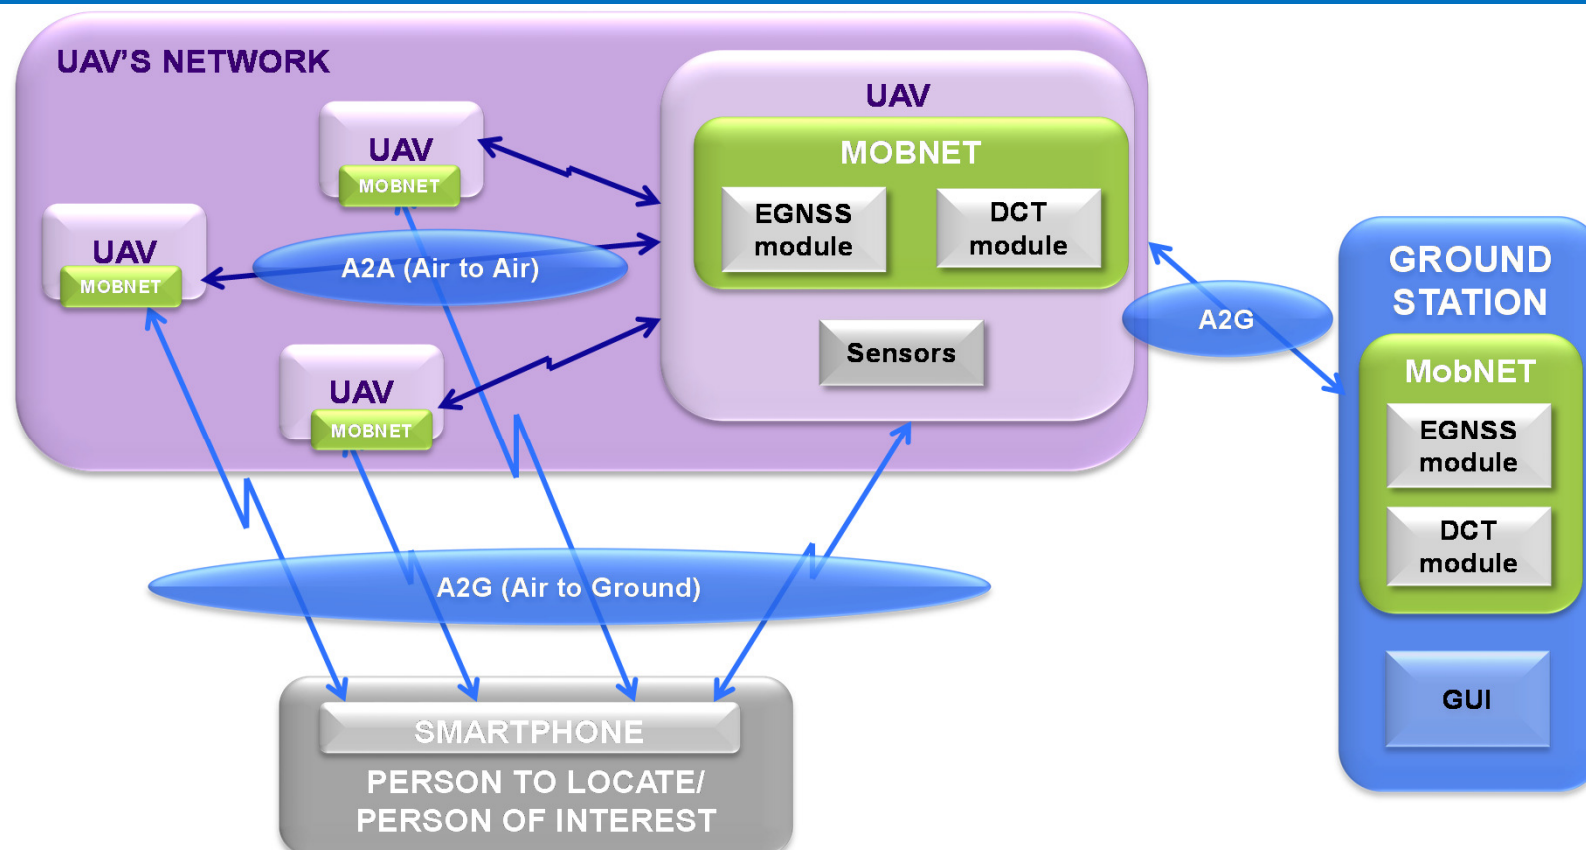 UAV'S NETWORK
UAV
MOBNET
UAV
MOBNET
UAV
MOBNET
A2A (Air to Air)
UAV
MOBNET
EGNSS
module
DCT
module
Sensors
A2G
GROUND
STATION
MobNET
EGNSS
module
DCT
module
GUI
A2G (Air to Ground)
SMARTPHONE
PERSON TO LOCATE/
PERSON OF INTEREST